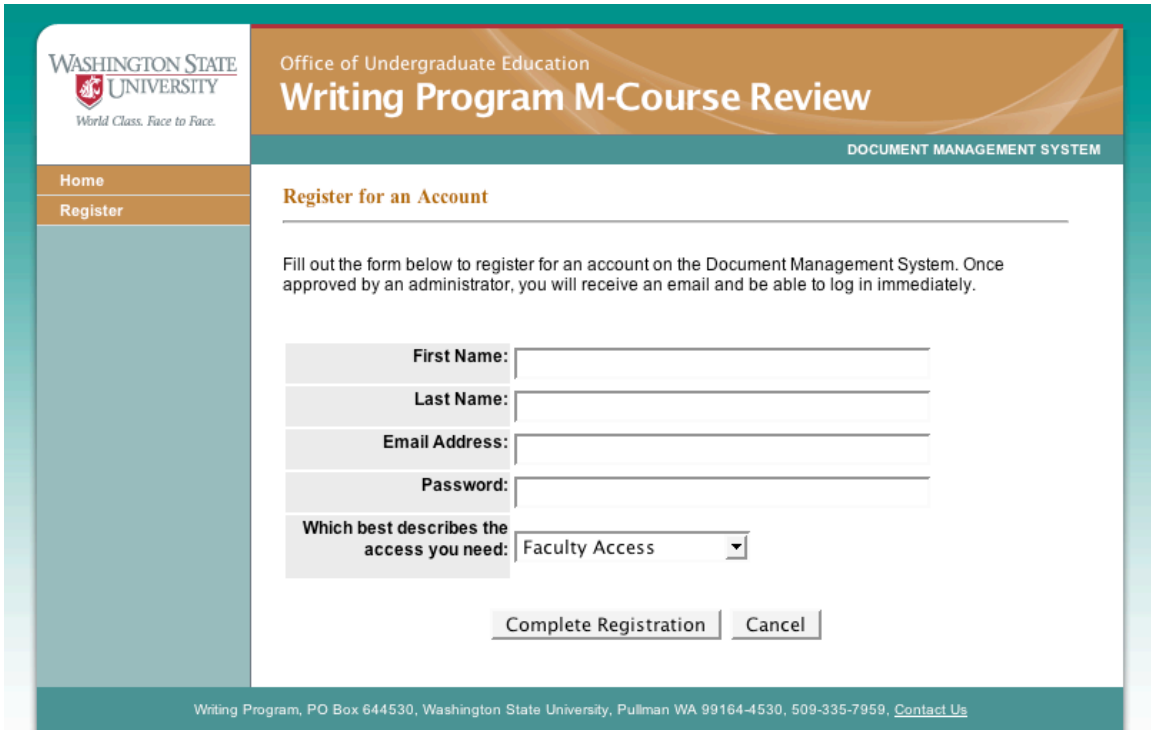 WASHINGTON STATE
UNIVERSITY
World Class. Face to Face.
Office of Undergraduate Education
Writing Program M-Course Review
DOCUMENT MANAGEMENT SYSTEM
Home
Register
Register for an Account
Fill out the form below to register for an account on the Document Management System. Once
approved by an administrator, you will receive an email and be able to log in immediately.
First Name:
Last Name:
Email Address:
Password:
Which best describes the
access you need:
Faculty Access
Complete Registration
Cancel
Writing Program, PO Box 644530, Washington State University, Pullman WA 99164-4530, 509-335-7959, Contact Us